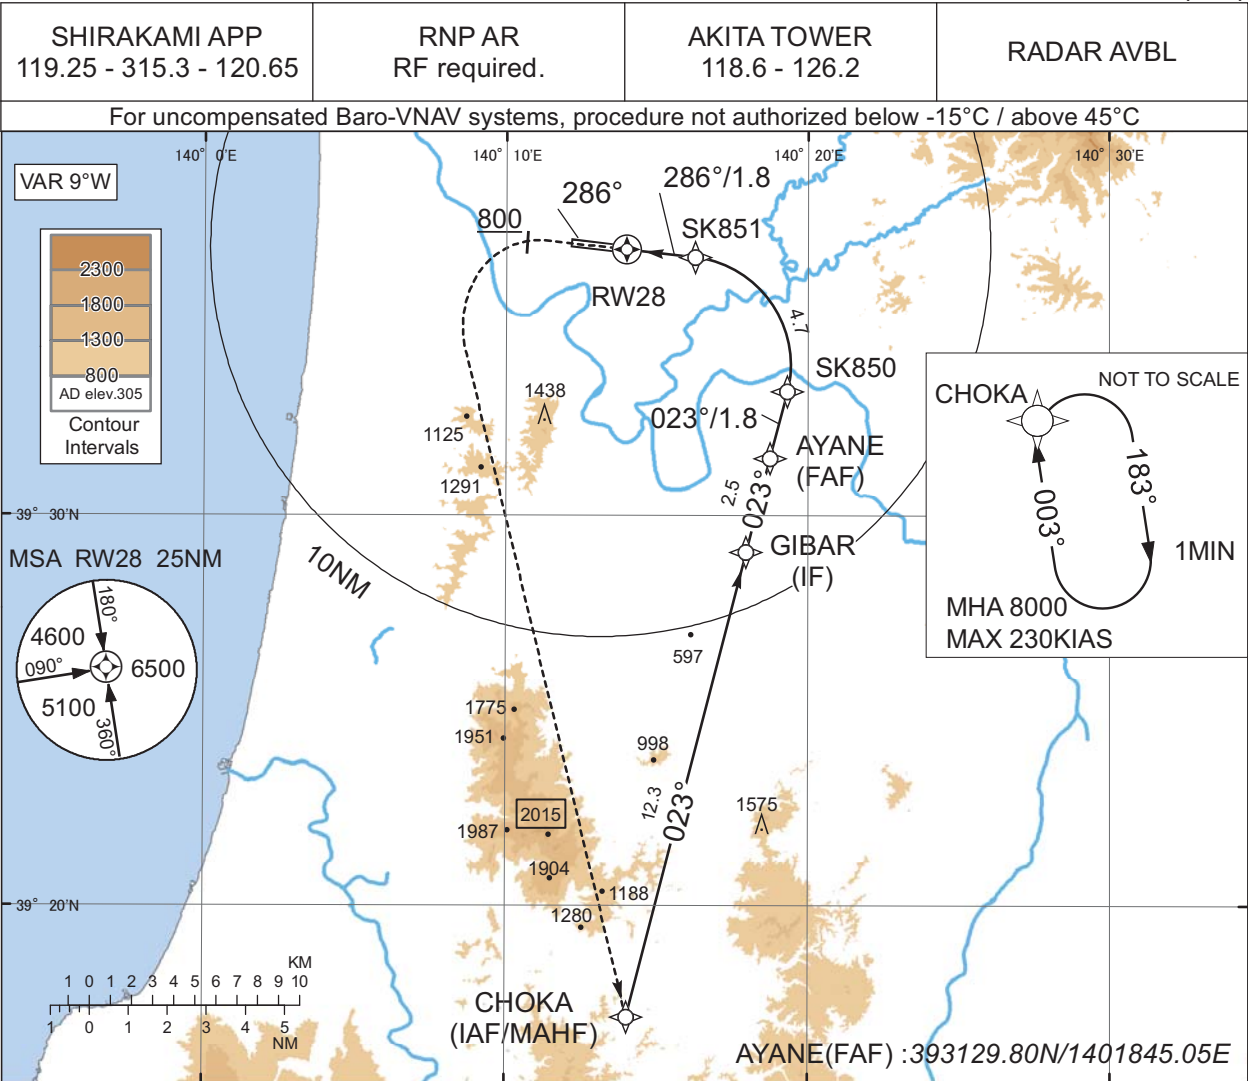 SHIRAKAMI APP
119.25 - 315.3 - 120.65
RNP AR
RF required.
AKITA TOWER
118.6 - 126.2
RADAR AVBL
For uncompensated Baro-VNAV systems, procedure not authorized below -15°C / above 45°C
140° 0'E
140° 10'E
140° 20'E
140° 30'E
VAR 9°W
2300
1800
1300
800
AD elev.305
Contour
Intervals
800
286°
286°/1.8
SK851
RW28
4.7
SK850
023°/1.8
AYANE
(FAF)
2.5
023°
GIBAR
(IF)
1438
1125
1291
39° 30'N
10NM
MSA RW28 25NM
180°
4600
090°
6500
5100
360°
CHOKA
NOT TO SCALE
183°
003°
1MIN
MHA 8000
MAX 230KIAS
597
1775
1951
998
12.3
023°
1575
2015
1987
1904
1188
1280
39° 20'N
KM
1 0 1 2 3 4 5 6 7 8 9 10
1 0 1 2 3 4 5
NM
CHOKA
(IAF/MAHF)
AYANE(FAF) :393129.80N/1401845.05E